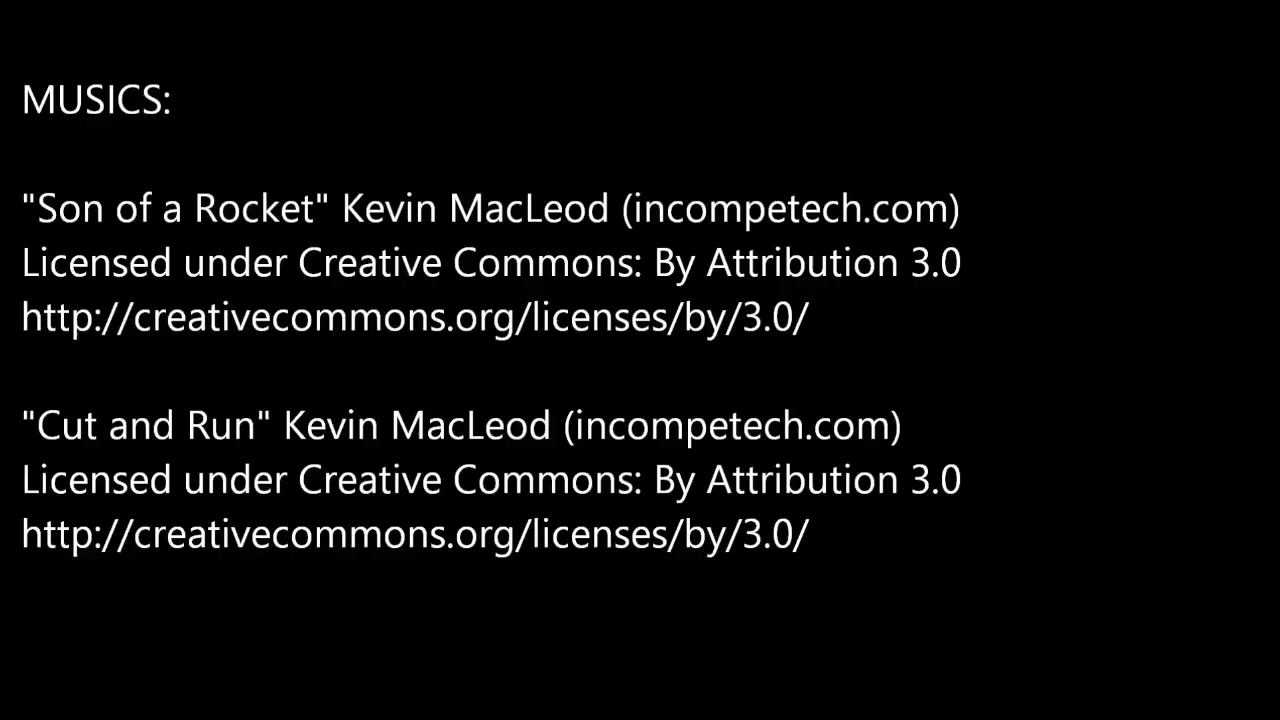 MUSICS:
"Son of a Rocket" Kevin MacLeod (incompetech.com)
Licensed under Creative Commons: By Attribution 3.0
http://creativecommons.org/licenses/by/3.0/
"Cut and Run" Kevin MacLeod (incompetech.com)
Licensed under Creative Commons: By Attribution 3.0
http://creativecommons.org/licenses/by/3.0/